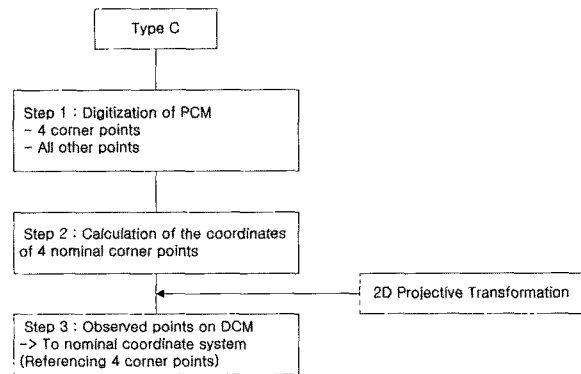 Type C
Step 1 : Digitization of PCM
- 4 corner points
- All other points
Step 2 : Calculation of the coordinates
of 4 nominal corner points
2D Projective Transformation
Step 3 : Observed points on DCM
-> To nominal coordinate system
(Referencing 4 corner points)